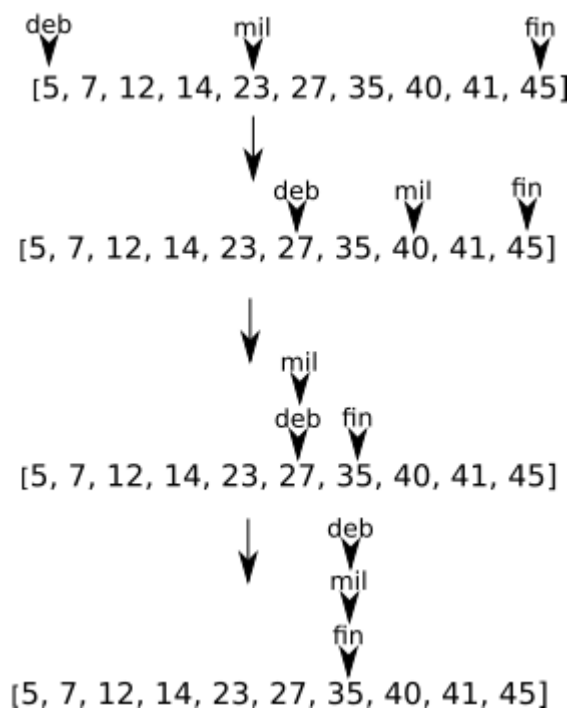 deb mil fin
[5, 7, 12, 14, 23, 27, 35, 40, 41, 45]
deb mil fin
[5, 7, 12, 14, 23, 27, 35, 40, 41, 45]
mil
deb fin
[5, 7, 12, 14, 23, 27, 35, 40, 41, 45]
deb
mil
fin
[5, 7, 12, 14, 23, 27, 35, 40, 41, 45]